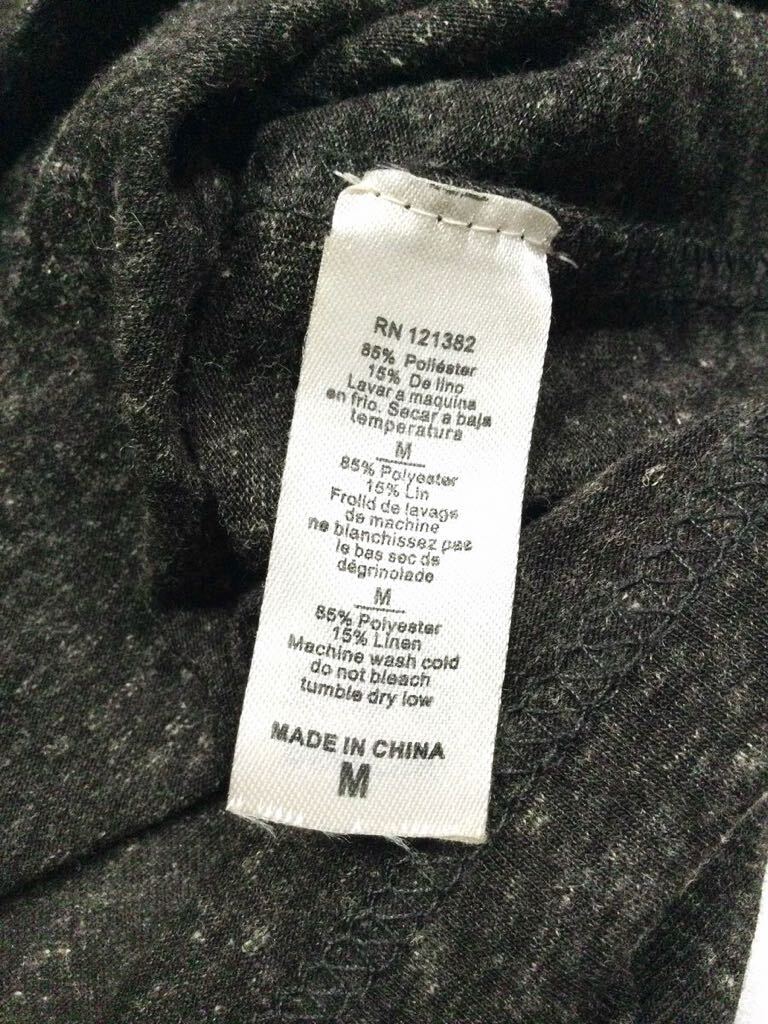 RN 121382
85% Poliéster
15% De lino
Lavar a maquina
en frio. Secar a baja
temperatura
M
85% Polyester
15% Lin
Frolid de lavage
de machine
ne blanchissez pas
le bas sec de
dégrinolade
M
85% Polyester
15% Linen
Machine wash cold
do not bleach
tumble dry low
MADE IN CHINA
M